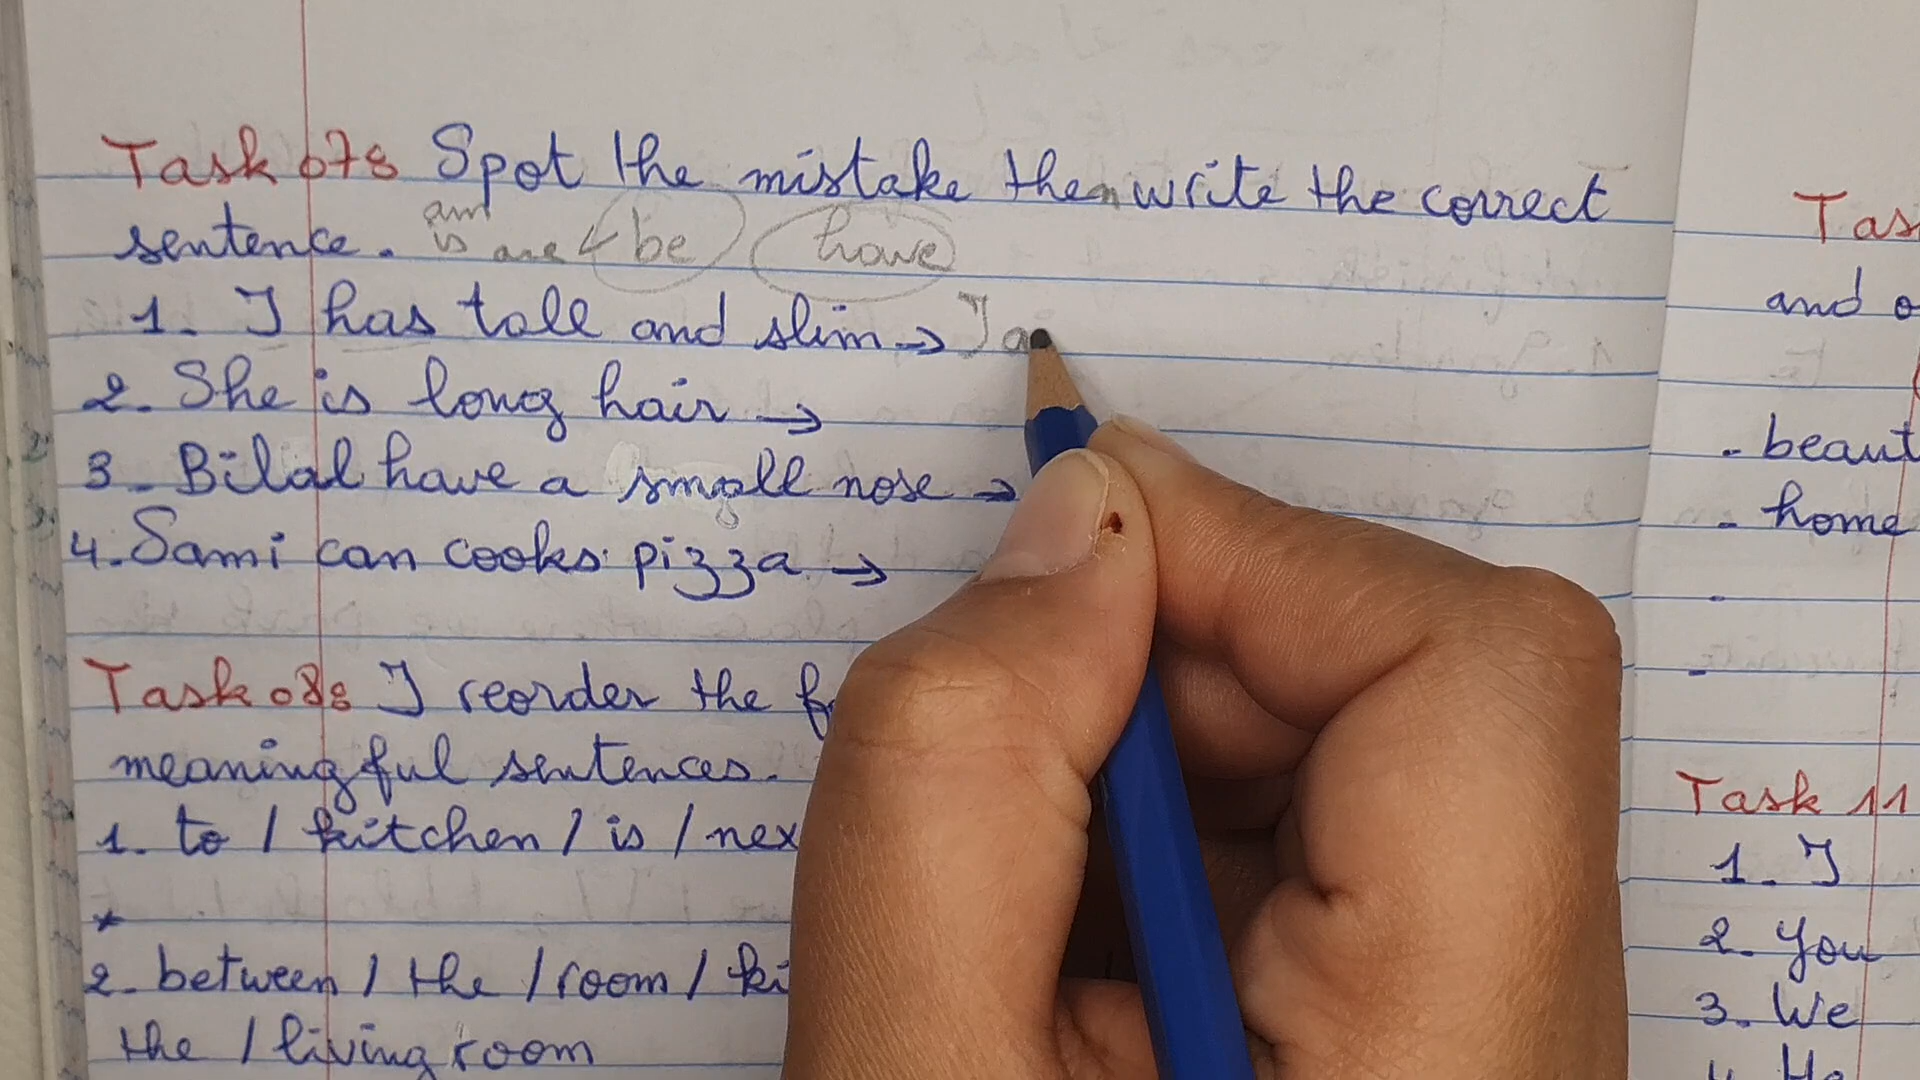 Task 07: Spot the mistake then write the correct
sentence. am is are be have
1. I has tall and slim → I a
2. She is long hair →
3. Bilal have a small nose →
4. Sami can cooks pizza →
Task 08: I reorder the
meaningful sentences.
1. to / kitchen / is /
*
2. between / the / room /
the / living room
Task 11
1. I
2. You
3. We
4. He
and
-
- home
-
-